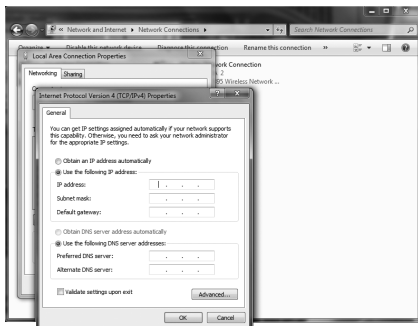 « Network and Internet ▸ Network Connections ▸
Search Network Connections
Organize ▾ Disable this network device Diagnose this connection Rename this connection »
Local Area Connection Properties
work Connection
k 2
95 Wireless Network ...
Networking Sharing
Internet Protocol Version 4 (TCP/IPv4) Properties
General
You can get IP settings assigned automatically if your network supports
this capability. Otherwise, you need to ask your network administrator
for the appropriate IP settings.
Obtain an IP address automatically
Use the following IP address:
IP address:
Subnet mask:
Default gateway:
Obtain DNS server address automatically
Use the following DNS server addresses:
Preferred DNS server:
Alternate DNS server:
Validate settings upon exit
Advanced...
OK Cancel